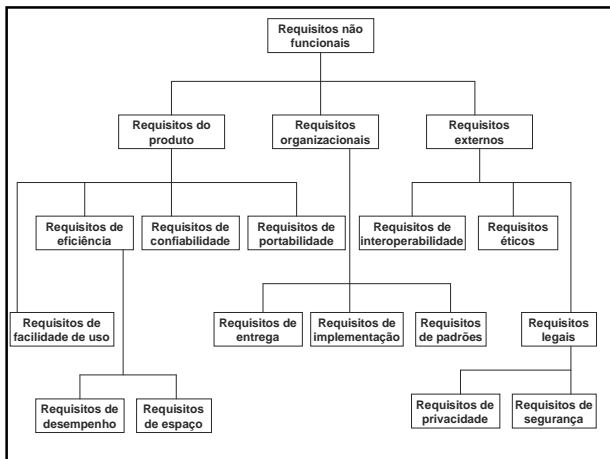 Requisitos não
funcionais
Requisitos do
produto
Requisitos
organizacionais
Requisitos
externos
Requisitos de
eficiência
Requisitos de
confiabilidade
Requisitos de
portabilidade
Requisitos de
interoperabilidade
Requisitos
éticos
Requisitos de
facilidade de uso
Requisitos de
entrega
Requisitos de
implementação
Requisitos
de padrões
Requisitos
legais
Requisitos de
desempenho
Requisitos
de espaço
Requisitos de
privacidade
Requisitos de
segurança